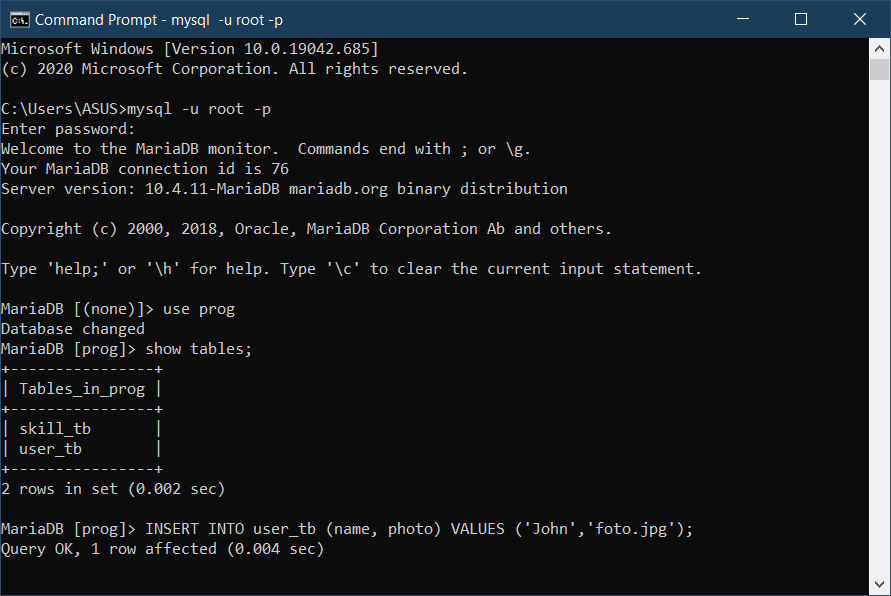 Command Prompt - mysql  -u root -p
Microsoft Windows [Version 10.0.19042.685]
(c) 2020 Microsoft Corporation. All rights reserved.
C:\Users\ASUS>mysql -u root -p
Enter password:
Welcome to the MariaDB monitor.  Commands end with ; or \g.
Your MariaDB connection id is 76
Server version: 10.4.11-MariaDB mariadb.org binary distribution
Copyright (c) 2000, 2018, Oracle, MariaDB Corporation Ab and others.
Type 'help;' or '\h' for help. Type '\c' to clear the current input statement.
MariaDB [(none)]> use prog
Database changed
MariaDB [prog]> show tables;
+----------------+
| Tables_in_prog |
+----------------+
| skill_tb       |
| user_tb        |
+----------------+
2 rows in set (0.002 sec)
MariaDB [prog]> INSERT INTO user_tb (name, photo) VALUES ('John','foto.jpg');
Query OK, 1 row affected (0.004 sec)